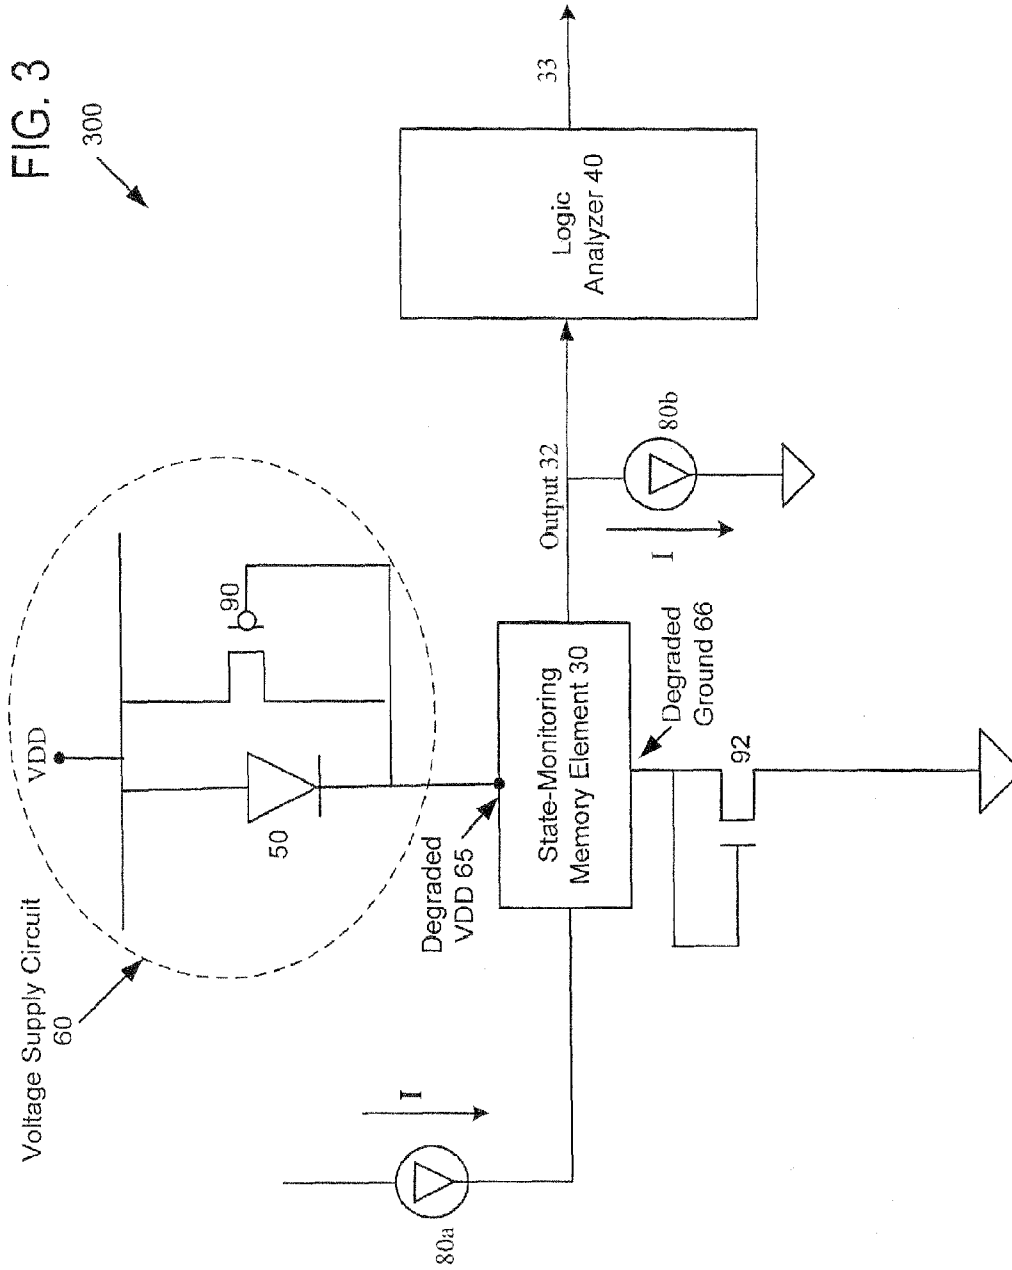 FIG. 3
300
Voltage Supply Circuit
60
VDD
90
50
Degraded
VDD 65
I
80a
State-Monitoring
Memory Element 30
Output 32
Degraded
Ground 66
92
I
80b
Logic
Analyzer 40
33